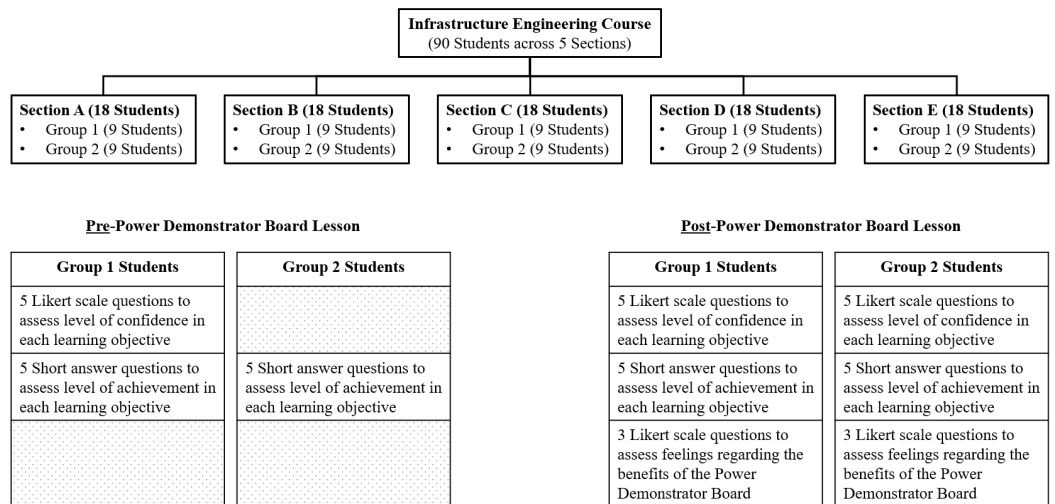 Infrastructure Engineering Course
(90 Students across 5 Sections)
Section A (18 Students)
• Group 1 (9 Students)
• Group 2 (9 Students)
Section B (18 Students)
• Group 1 (9 Students)
• Group 2 (9 Students)
Section C (18 Students)
• Group 1 (9 Students)
• Group 2 (9 Students)
Section D (18 Students)
• Group 1 (9 Students)
• Group 2 (9 Students)
Section E (18 Students)
• Group 1 (9 Students)
• Group 2 (9 Students)
Pre-Power Demonstrator Board Lesson
Group 1 Students
5 Likert scale questions to
assess level of confidence in
each learning objective
5 Short answer questions to
assess level of achievement in
each learning objective
Group 2 Students
5 Short answer questions to
assess level of achievement in
each learning objective
Post-Power Demonstrator Board Lesson
Group 1 Students
5 Likert scale questions to
assess level of confidence in
each learning objective
5 Short answer questions to
assess level of achievement in
each learning objective
3 Likert scale questions to
assess feelings regarding the
benefits of the Power
Demonstrator Board
Group 2 Students
5 Likert scale questions to
assess level of confidence in
each learning objective
5 Short answer questions to
assess level of achievement in
each learning objective
3 Likert scale questions to
assess feelings regarding the
benefits of the Power
Demonstrator Board